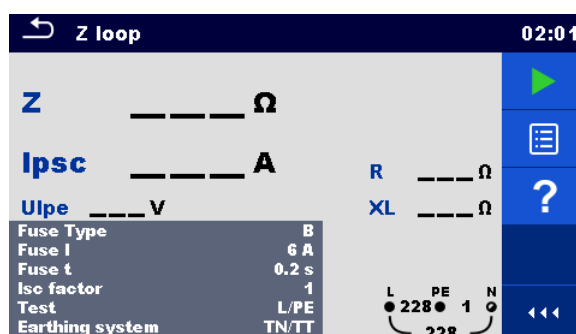 Z loop 02:01
Z ___ Ω
Ipsc ___ A
R ___ Ω
Ulpe ___ V
XL ___ Ω
?
Fuse Type B
Fuse I 6 A
Fuse t 0.2 s
Isc factor 1
Test L/PE
Earthing system TN/TT
L PE N
228 1
228